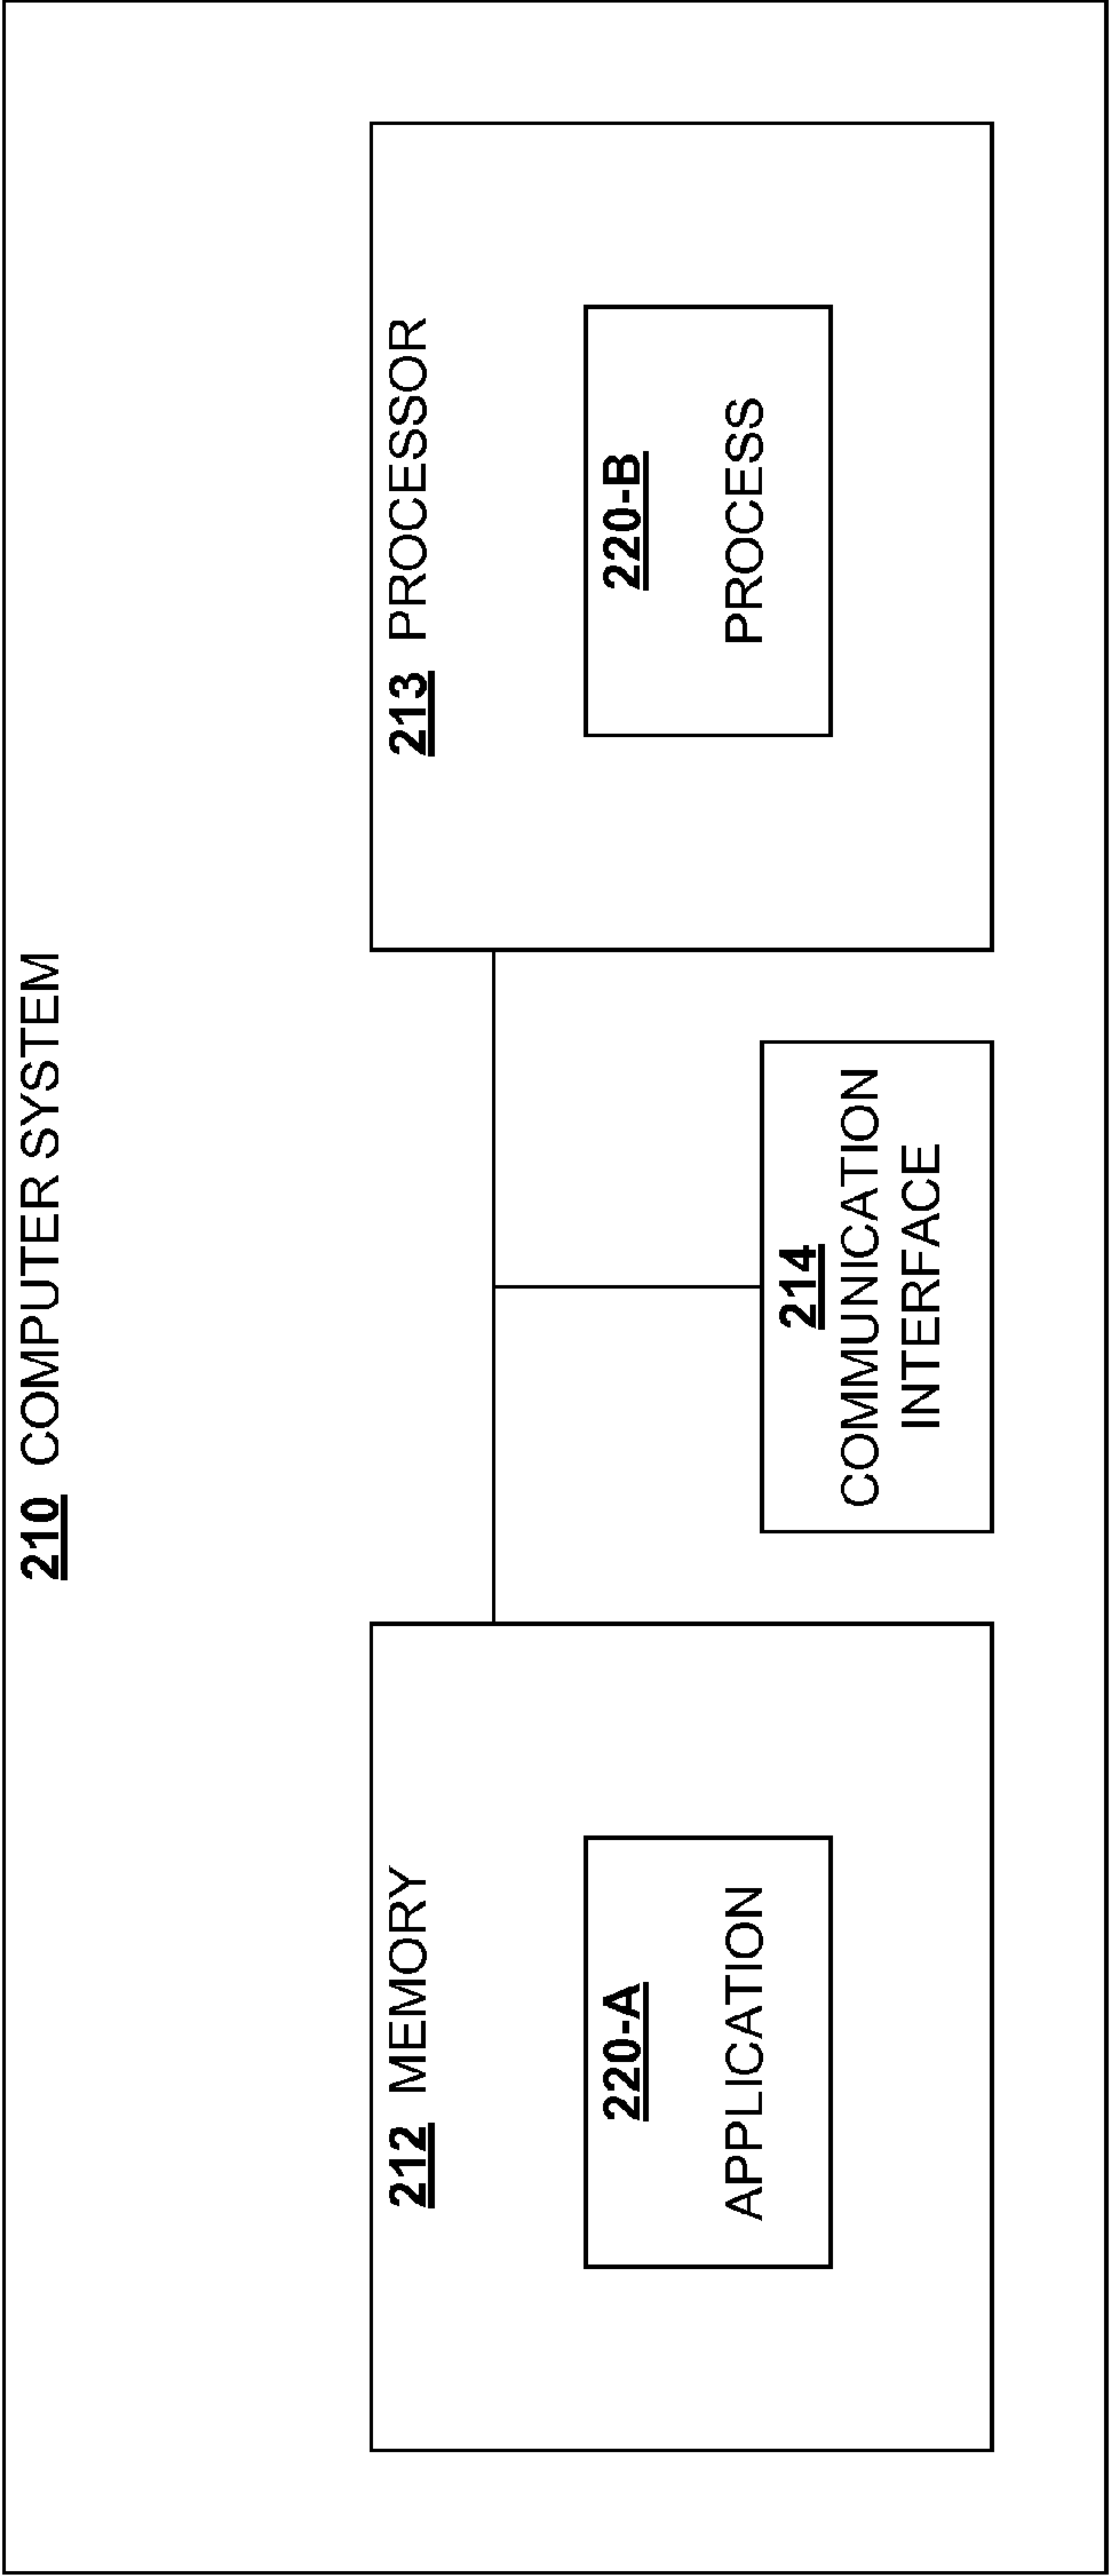 210 COMPUTER SYSTEM
212 MEMORY
220-A
APPLICATION
214
COMMUNICATION
INTERFACE
213 PROCESSOR
220-B
PROCESS